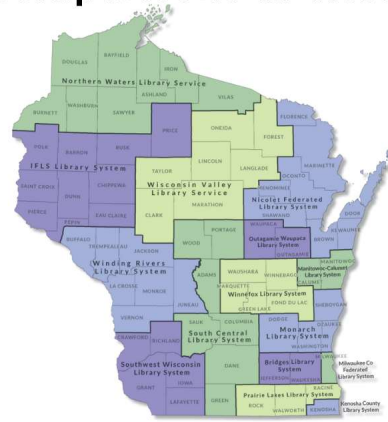 DOUGLAS
BAYFIELD
IRON
Northern Waters Library Service
ASHLAND
VILAS
BURNETT
WASHBURN
SAWYER
PRICE
ONEIDA
FLORENCE
FOREST
POLK
BARRON
RUSK
IFLS Library System
LINCOLN
LANGLADE
MARINETTE
OCONTO
TAYLOR
SAINT CROIX
DUNN
CHIPPEWA
Wisconsin Valley
Library Service
MENOMINEE
Nicolet Federated
Library System
MARATHON
CLARK
SHAWANO
PIERCE
PEPIN
EAU CLAIRE
DOOR
KEWAUNEE
BUFFALO
TREMPEALEAU
JACKSON
WOOD
PORTAGE
WAUPACA
Outagamie Waupaca
Library System
OUTAGAMIE
BROWN
Winding Rivers
Library System
LA CROSSE
MONROE
JUNEAU
ADAMS
WAUSHARA
WINNEBAGO
MANITOWOC
Manitowoc-Calumet
Library System
CALUMET
MARQUETTE
Winnefox Library System
GREEN LAKE
FOND DU LAC
SHEBOYGAN
VERNON
CRAWFORD
RICHLAND
SAUK
COLUMBIA
South Central
Library System
DODGE
OZAUKEE
Monarch
Library System
WASHINGTON
Southwest Wisconsin
Library System
DANE
Bridges Library
System
JEFFERSON
WAUKESHA
MILWAUKEE
Milwaukee Co
Federated
Library System
GRANT
IOWA
LAFAYETTE
GREEN
Prairie Lakes Library System
ROCK
WALWORTH
RACINE
KENOSHA
Kenosha County
Library System